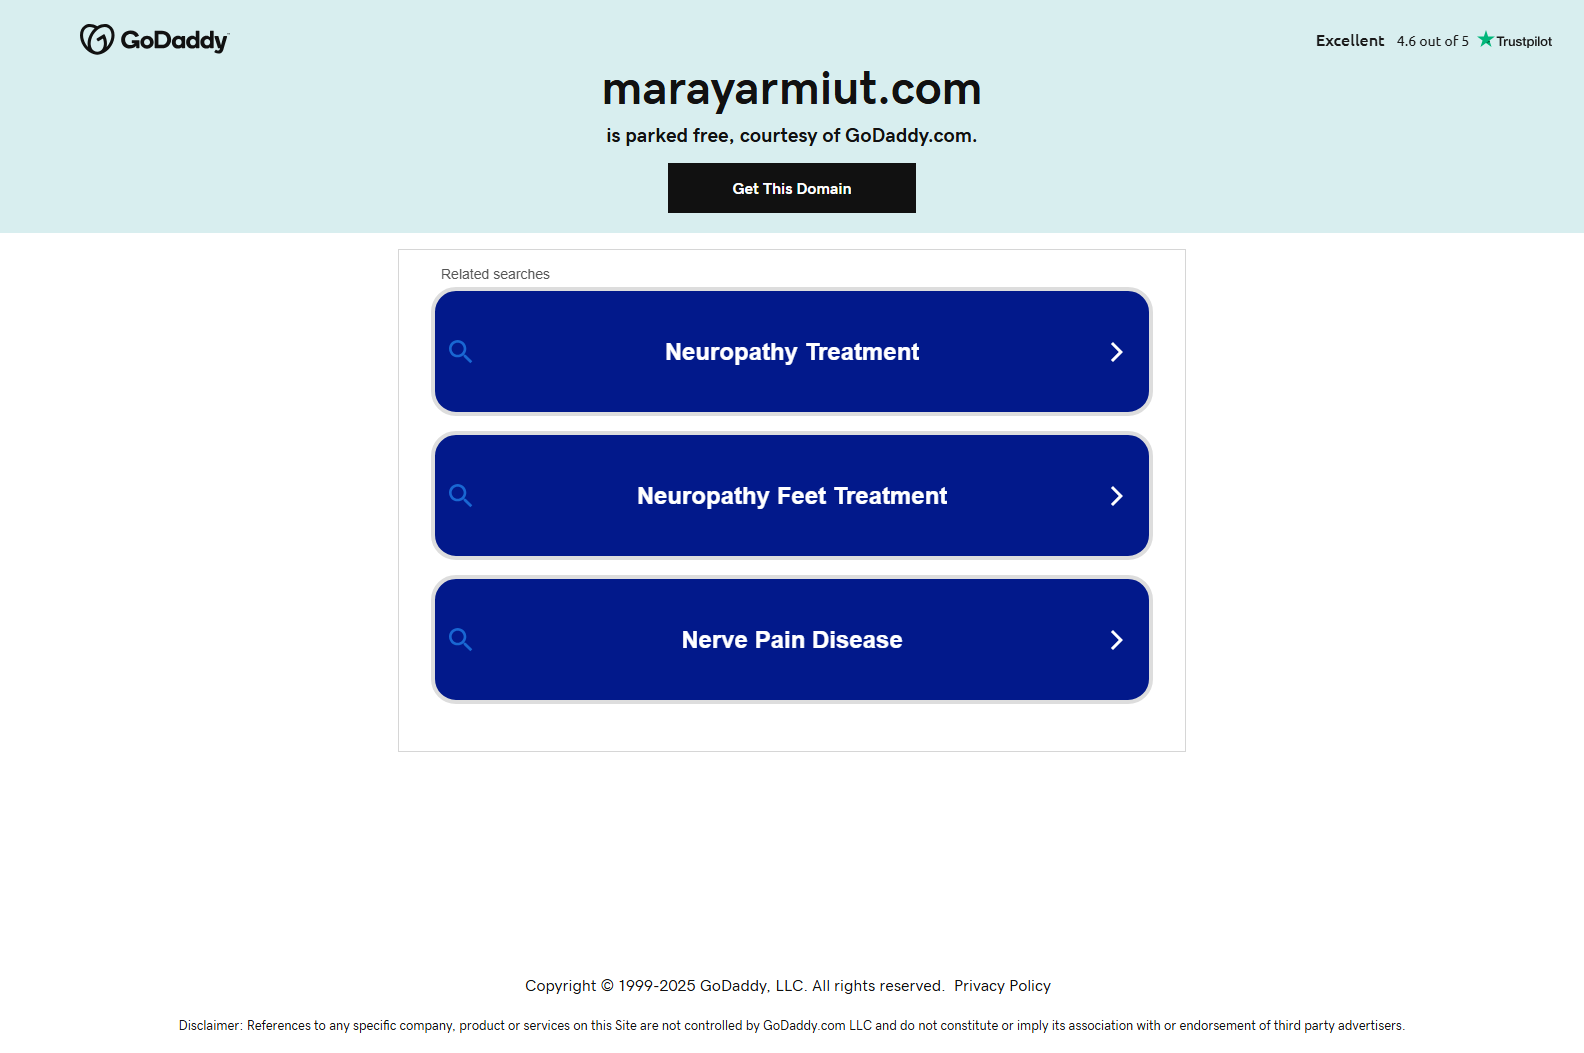 GoDaddy
Excellent 4.6 out of 5 Trustpilot
marayarmiut.com
is parked free, courtesy of GoDaddy.com.
Get This Domain
Related searches
Neuropathy Treatment
Neuropathy Feet Treatment
Nerve Pain Disease
Copyright © 1999-2025 GoDaddy, LLC. All rights reserved. Privacy Policy
Disclaimer: References to any specific company, product or services on this Site are not controlled by GoDaddy.com LLC and do not constitute or imply its association with or endorsement of third party advertisers.